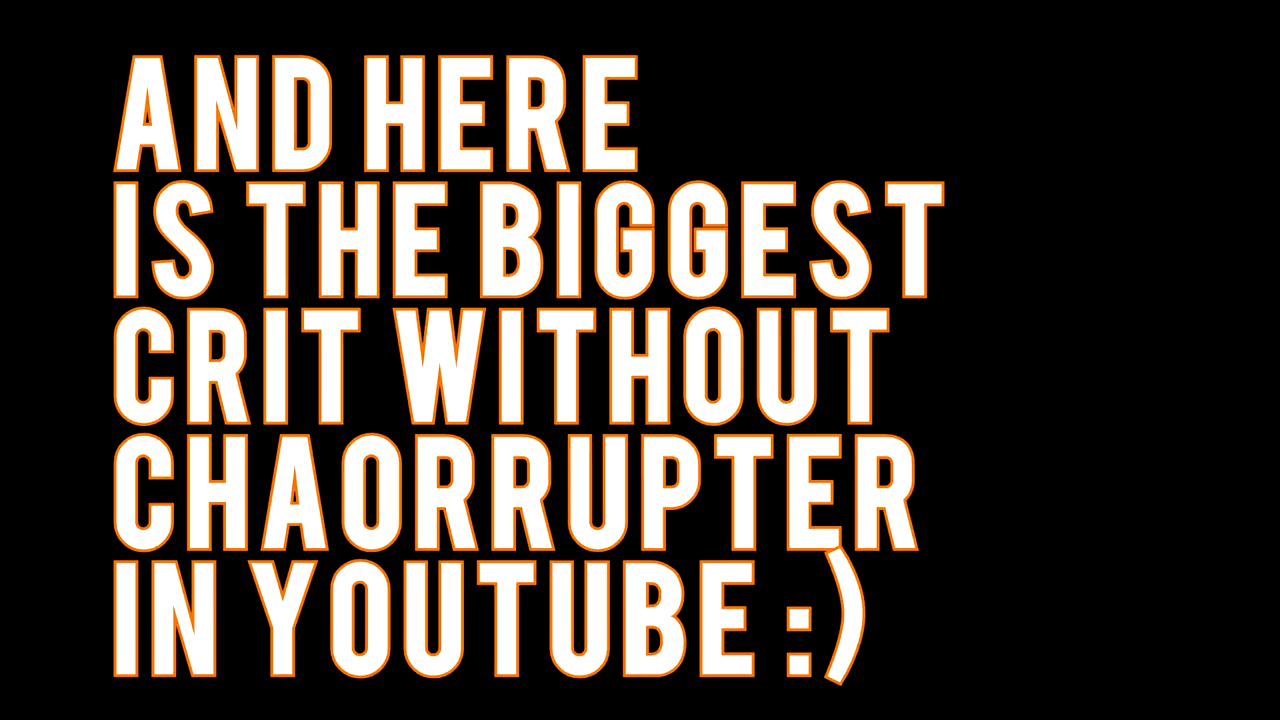 AND HERE
IS THE BIGGEST
CRIT WITHOUT
CHAORRUPTER
IN YOUTUBE :)